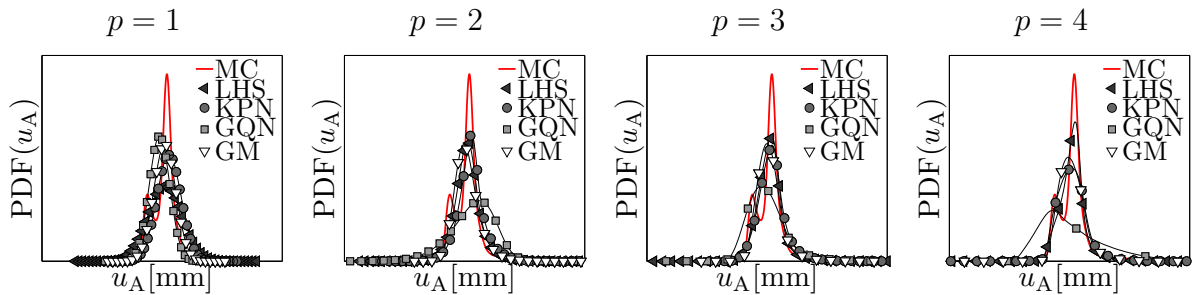 p = 1
PDF(u_A)
MC
LHS
KPN
GQN
GM
u_A[mm]
p = 2
PDF(u_A)
MC
LHS
KPN
GQN
GM
u_A[mm]
p = 3
PDF(u_A)
MC
LHS
KPN
GQN
GM
u_A[mm]
p = 4
PDF(u_A)
MC
LHS
KPN
GQN
GM
u_A[mm]